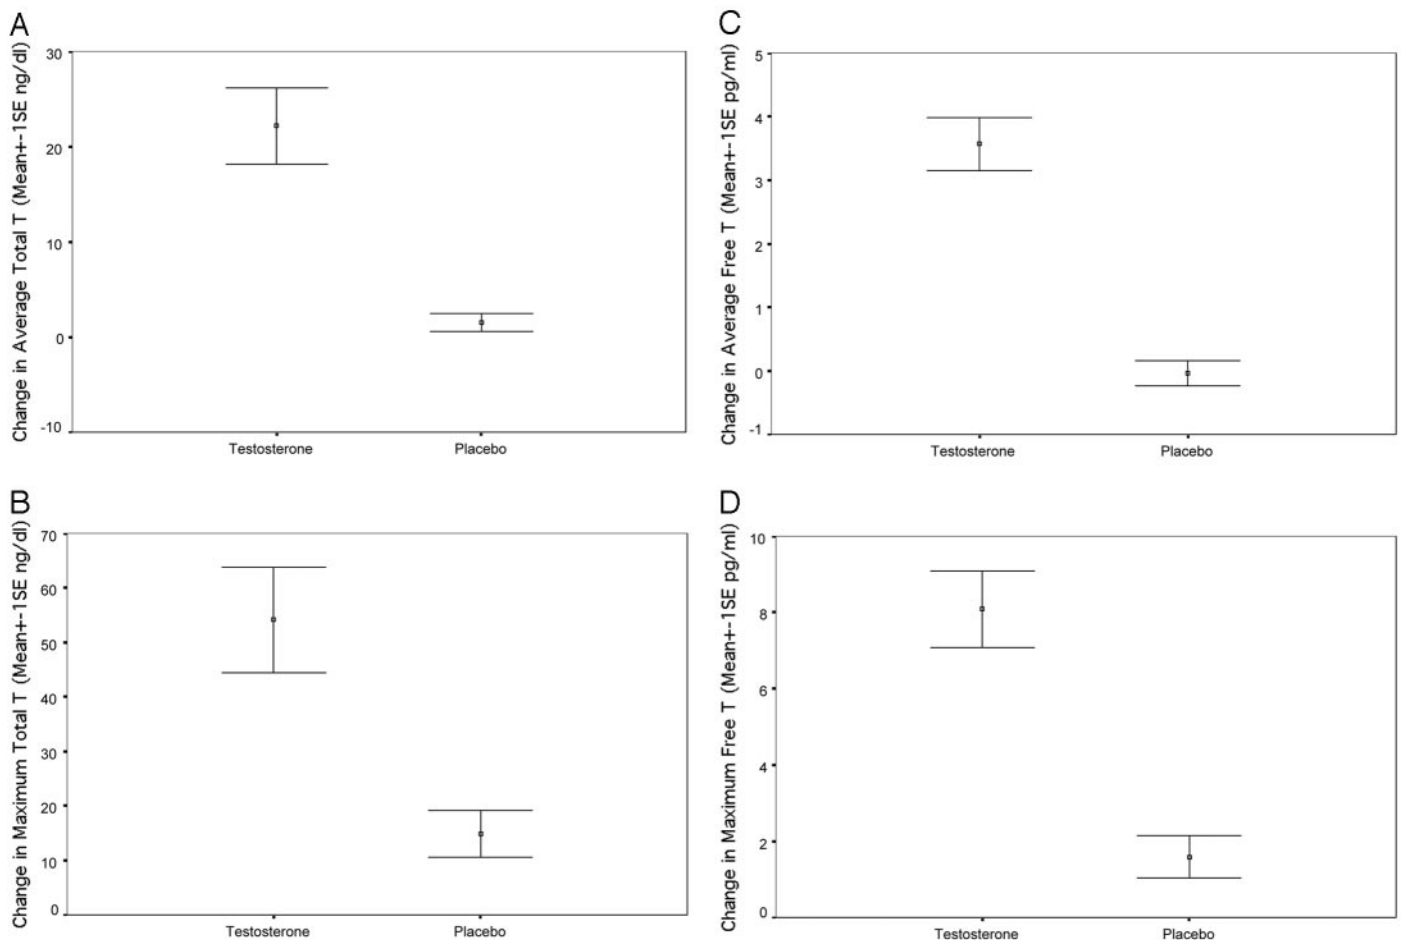 A
Change in Average Total T (Mean+-1SE ng/dl)
30
20
10
0
-10
Testosterone
Placebo
B
Change in Maximum Total T (Mean+-1SE ng/dl)
70
60
50
40
30
20
10
0
Testosterone
Placebo
C
Change in Average Free T (Mean+-1SE pg/ml)
5
4
3
2
1
0
-1
Testosterone
Placebo
D
Change in Maximum Free T (Mean+-1SE pg/ml)
10
8
6
4
2
0
Testosterone
Placebo